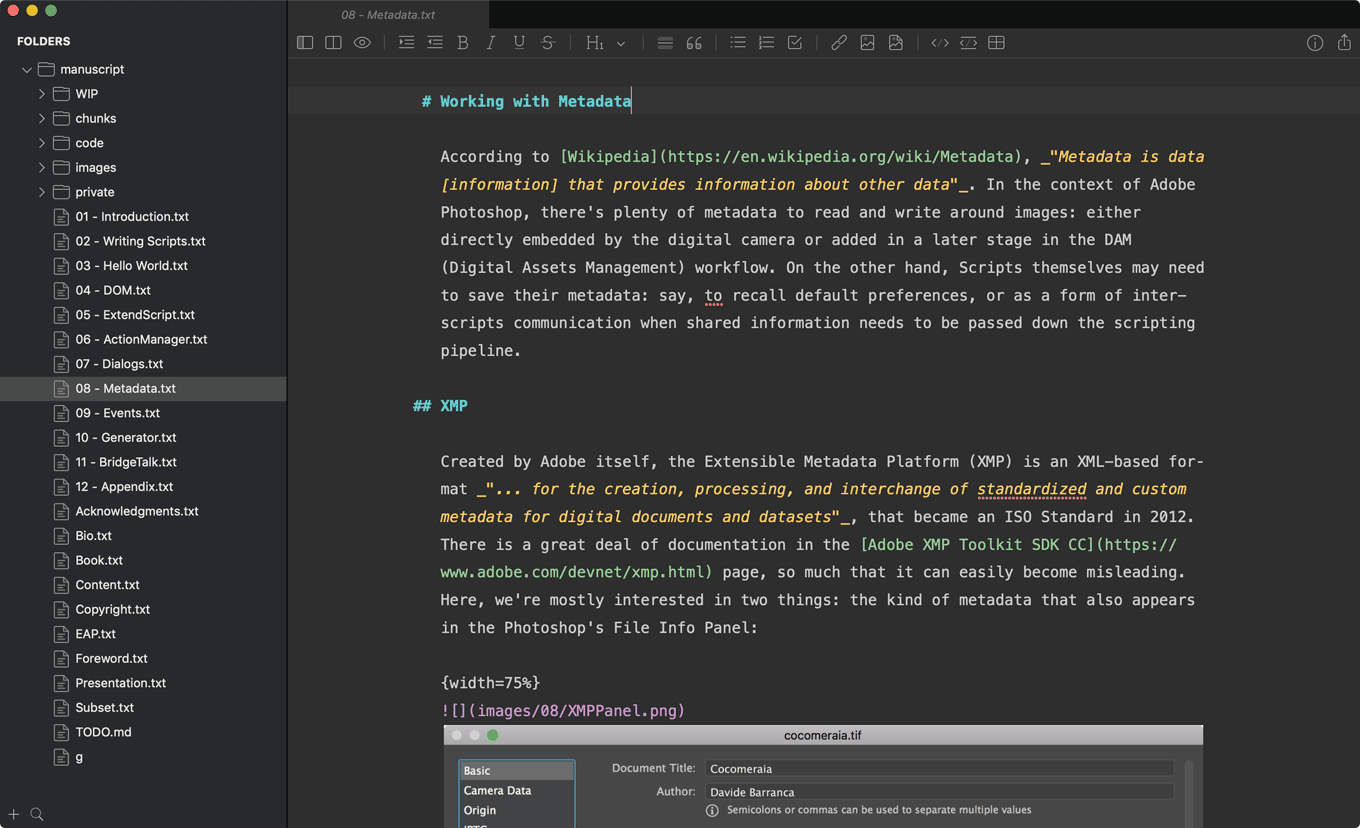 08 - Metadata.txt
FOLDERS
manuscript
WIP
chunks
code
images
private
01 - Introduction.txt
02 - Writing Scripts.txt
03 - Hello World.txt
04 - DOM.txt
05 - ExtendScript.txt
06 - ActionManager.txt
07 - Dialogs.txt
08 - Metadata.txt
09 - Events.txt
10 - Generator.txt
11 - BridgeTalk.txt
12 - Appendix.txt
Acknowledgments.txt
Bio.txt
Book.txt
Content.txt
Copyright.txt
EAP.txt
Foreword.txt
Presentation.txt
Subset.txt
TODO.md
g
B I U S H1
# Working with Metadata
According to [Wikipedia](https://en.wikipedia.org/wiki/Metadata), _"Metadata is data
[information] that provides information about other data"_. In the context of Adobe
Photoshop, there's plenty of metadata to read and write around images: either
directly embedded by the digital camera or added in a later stage in the DAM
(Digital Assets Management) workflow. On the other hand, Scripts themselves may need
to save their metadata: say, to recall default preferences, or as a form of inter-
scripts communication when shared information needs to be passed down the scripting
pipeline.
## XMP
Created by Adobe itself, the Extensible Metadata Platform (XMP) is an XML-based for-
mat _"... for the creation, processing, and interchange of standardized and custom
metadata for digital documents and datasets"_, that became an ISO Standard in 2012.
There is a great deal of documentation in the [Adobe XMP Toolkit SDK CC](https://
www.adobe.com/devnet/xmp.html) page, so much that it can easily become misleading.
Here, we're mostly interested in two things: the kind of metadata that also appears
in the Photoshop's File Info Panel:
{width=75%}
![](images/08/XMPPanel.png)
cocomeraia.tif
Basic
Camera Data
Origin
Document Title: Cocomeraia
Author: Davide Barranca
Semicolons or commas can be used to separate multiple values